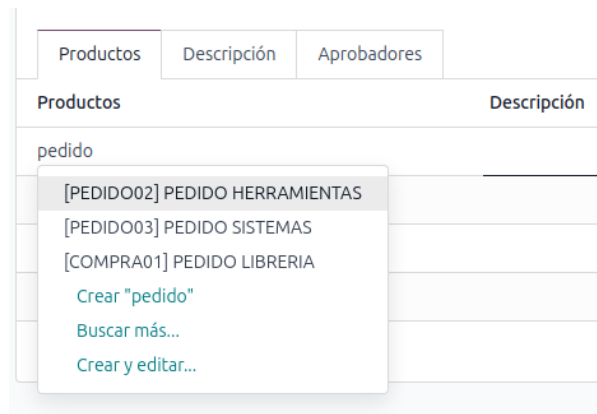 Productos Descripción Aprobadores
Productos Descripción
pedido
[PEDIDO02] PEDIDO HERRAMIENTAS
[PEDIDO03] PEDIDO SISTEMAS
[COMPRA01] PEDIDO LIBRERIA
Crear "pedido"
Buscar más...
Crear y editar...